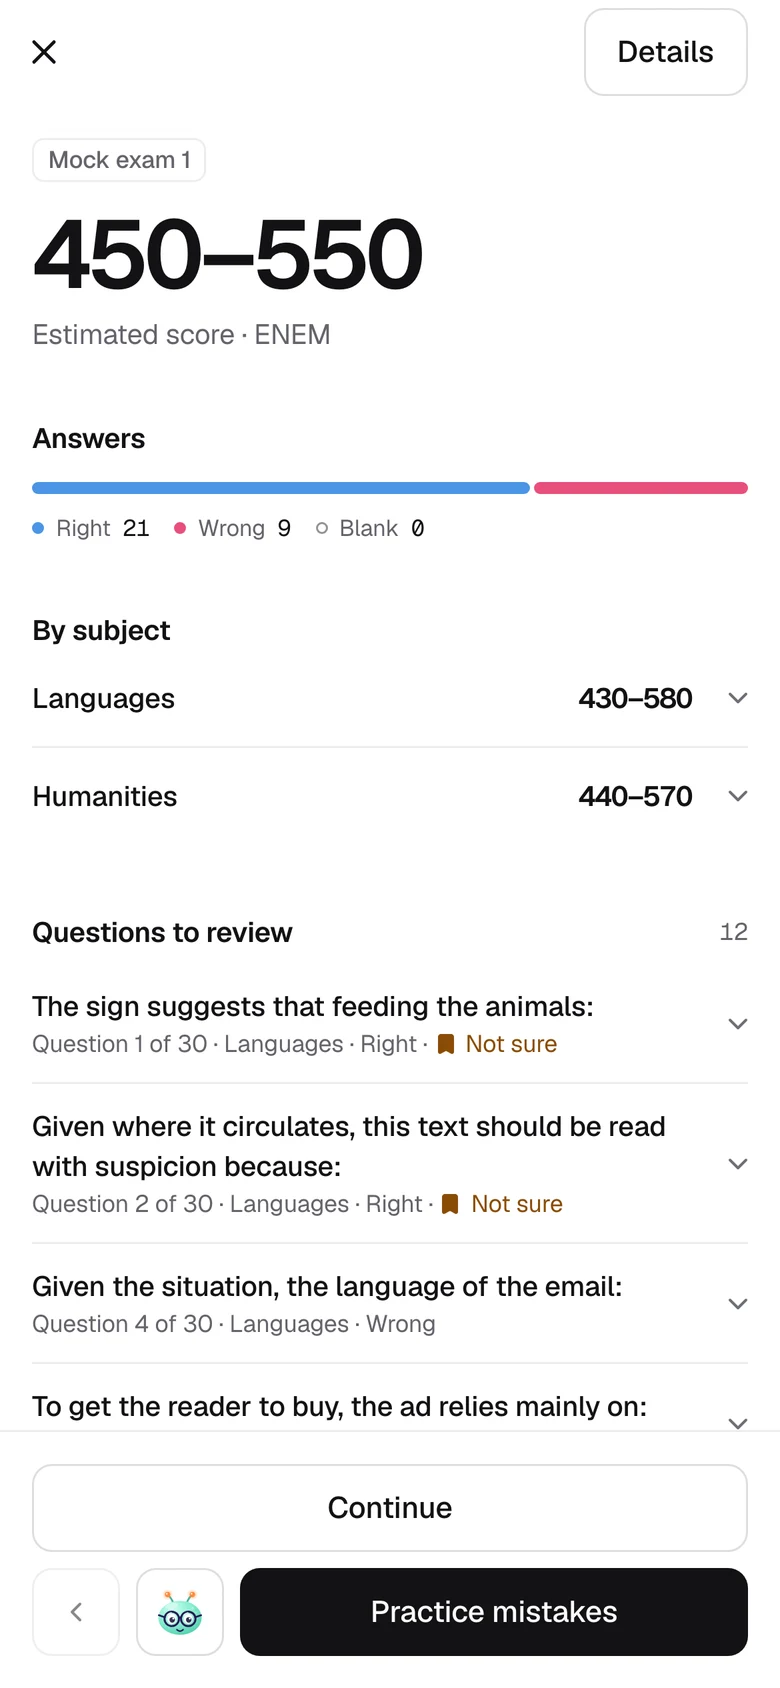 Details
Mock exam 1
450–550
Estimated score · ENEM
Answers
Right 21 Wrong 9 Blank 0
By subject
Languages 430–580
Humanities 440–570
Questions to review 12
The sign suggests that feeding the animals:
Question 1 of 30 · Languages · Right · Not sure
Given where it circulates, this text should be read
with suspicion because:
Question 2 of 30 · Languages · Right · Not sure
Given the situation, the language of the email:
Question 4 of 30 · Languages · Wrong
To get the reader to buy, the ad relies mainly on:
Continue
Practice mistakes